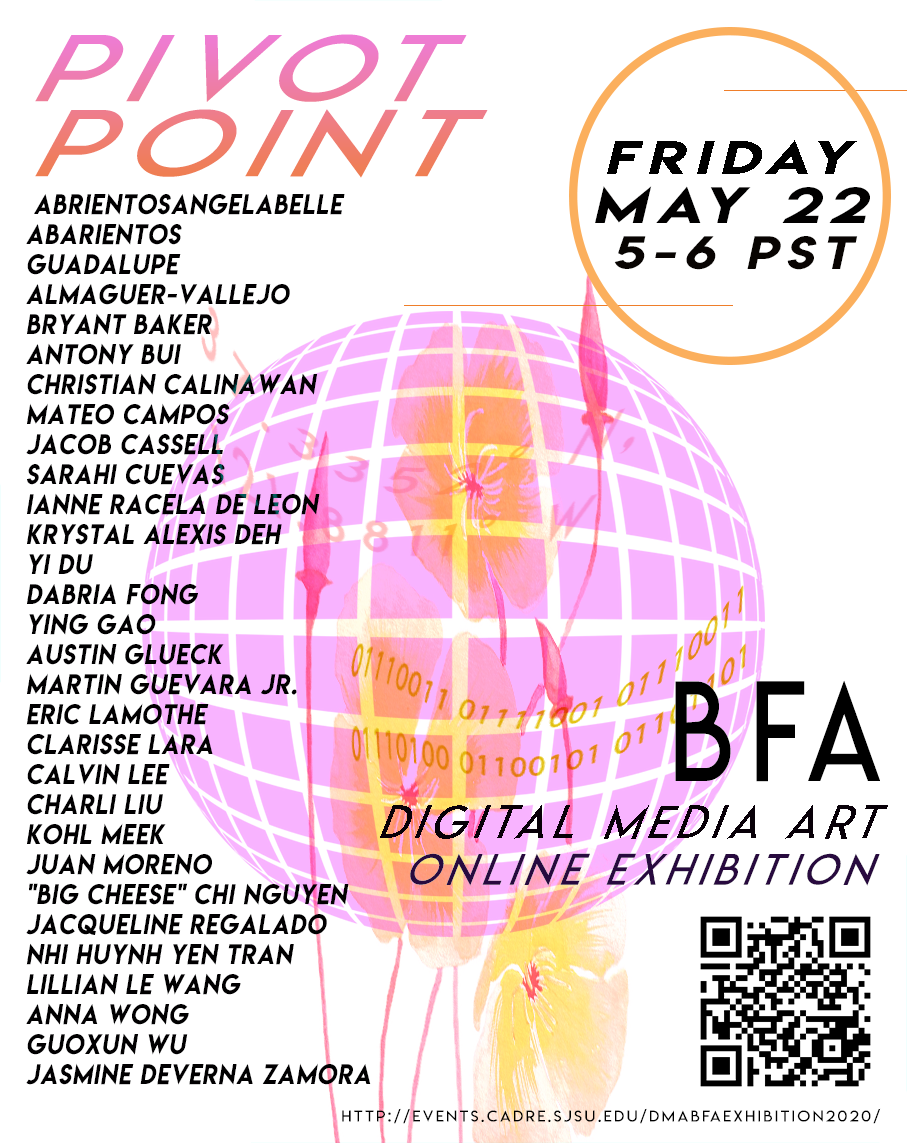 PIVOT
POINT
FRIDAY
MAY 22
5-6 PST
ABRIENTOSANGELABELLE
ABARIENTOS
GUADALUPE
ALMAGUER-VALLEJO
BRYANT BAKER
ANTONY BUI
CHRISTIAN CALINAWAN
MATEO CAMPOS
JACOB CASSELL
SARAHI CUEVAS
IANNE RACELA DE LEON
KRYSTAL ALEXIS DEH
YI DU
DABRIA FONG
YING GAO
AUSTIN GLUECK
MARTIN GUEVARA JR.
ERIC LAMOTHE
CLARISSE LARA
CALVIN LEE
CHARLI LIU
KOHL MEEK
JUAN MORENO
"BIG CHEESE" CHI NGUYEN
JACQUELINE REGALADO
NHI HUYNH YEN TRAN
LILLIAN LE WANG
ANNA WONG
GUOXUN WU
JASMINE DEVERNA ZAMORA
01110011 01111001 01110011
01110100 01100101 01101101
BFA
DIGITAL MEDIA ART
ONLINE EXHIBITION
HTTP://EVENTS.CADRE.SJSU.EDU/DMABFAEXHIBITION2020/